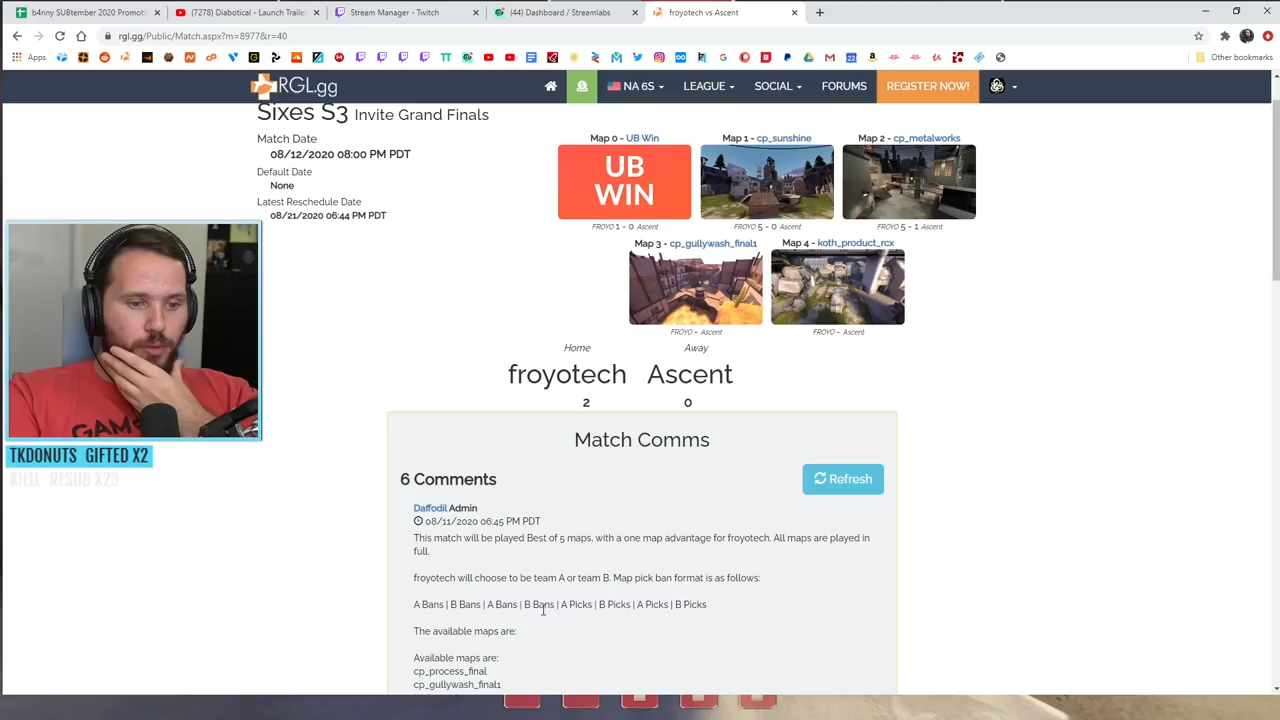 b4nny SUBtember 2020 Promoti
(7278) Diabotical - Launch Trailer
Stream Manager - Twitch
(44) Dashboard / Streamlabs
froyotech vs Ascent
rgl.gg/Public/Match.aspx?m=8977&r=40
Apps
Other bookmarks
RGL.gg
NA 6S
LEAGUE
SOCIAL
FORUMS
REGISTER NOW!
Sixes S3 Invite Grand Finals
Match Date
08/12/2020 08:00 PM PDT
Default Date
None
Latest Reschedule Date
08/21/2020 06:44 PM PDT
Map 0 - UB Win
Map 1 - cp_sunshine
Map 2 - cp_metalworks
UB
WIN
FROYO 1 - 0 Ascent
FROYO 5 - 0 Ascent
FROYO 5 - 1 Ascent
Map 3 - cp_gullywash_final1
Map 4 - koth_product_rcx
FROYO - Ascent
FROYO - Ascent
Home
Away
froyotech
Ascent
2
0
Match Comms
6 Comments
Refresh
Daffodil Admin
08/11/2020 06:45 PM PDT
This match will be played Best of 5 maps, with a one map advantage for froyotech. All maps are played in
full.
froyotech will choose to be team A or team B. Map pick ban format is as follows:
A Bans | B Bans | A Bans | B Bans | A Picks | B Picks | A Picks | B Picks
The available maps are:
Available maps are:
cp_process_final
cp_gullywash_final1
GAM
TKDONUTS GIFTED X2
RESUB X23